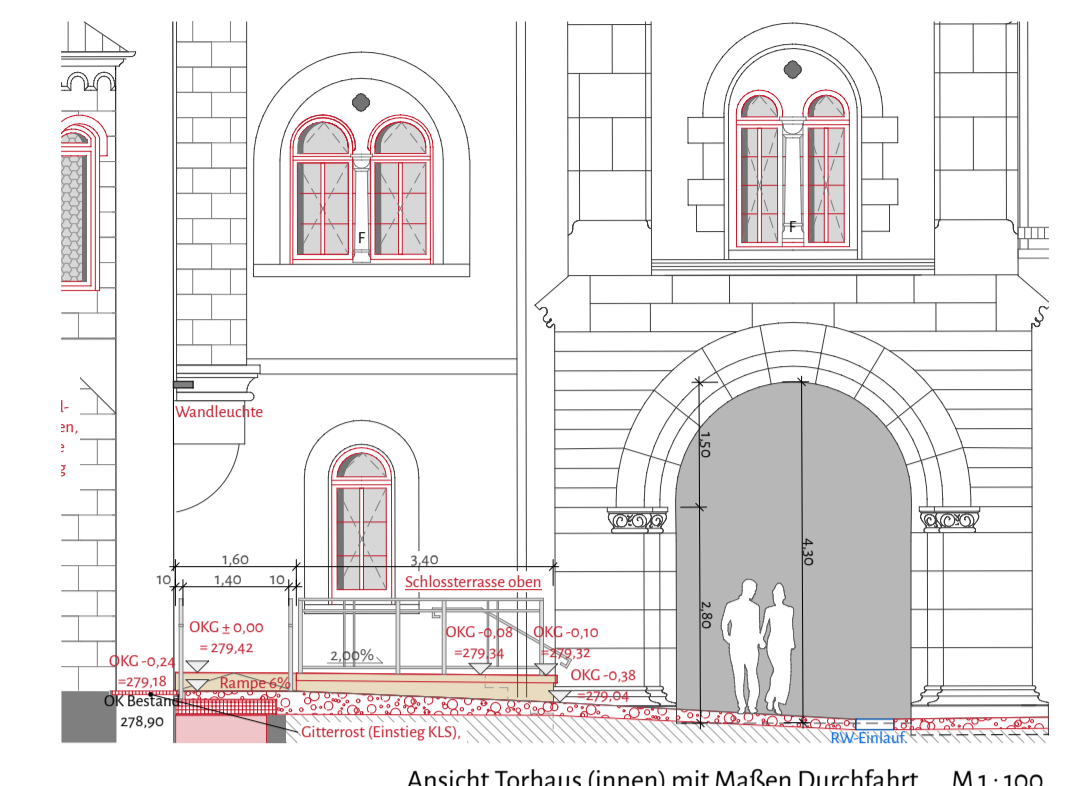 F
F
l-
en,
e
g
Wandleuchte
1,50
4,30
2,80
1,60
3,40
10
1,40
10
Schlossterrasse oben
OKG ± 0,00
= 279,42
OKG -0,08
=279,34
OKG -0,10
=279,32
2,00%
OKG -0,24
=279,18
Rampe 6%
OKG -0,38
=279,04
OK Bestand
278,90
Gitterrost (Einstieg KLS),
RW-Einlauf.
Ansicht Torhaus (innen) mit Maßen Durchfahrt M 1 : 100